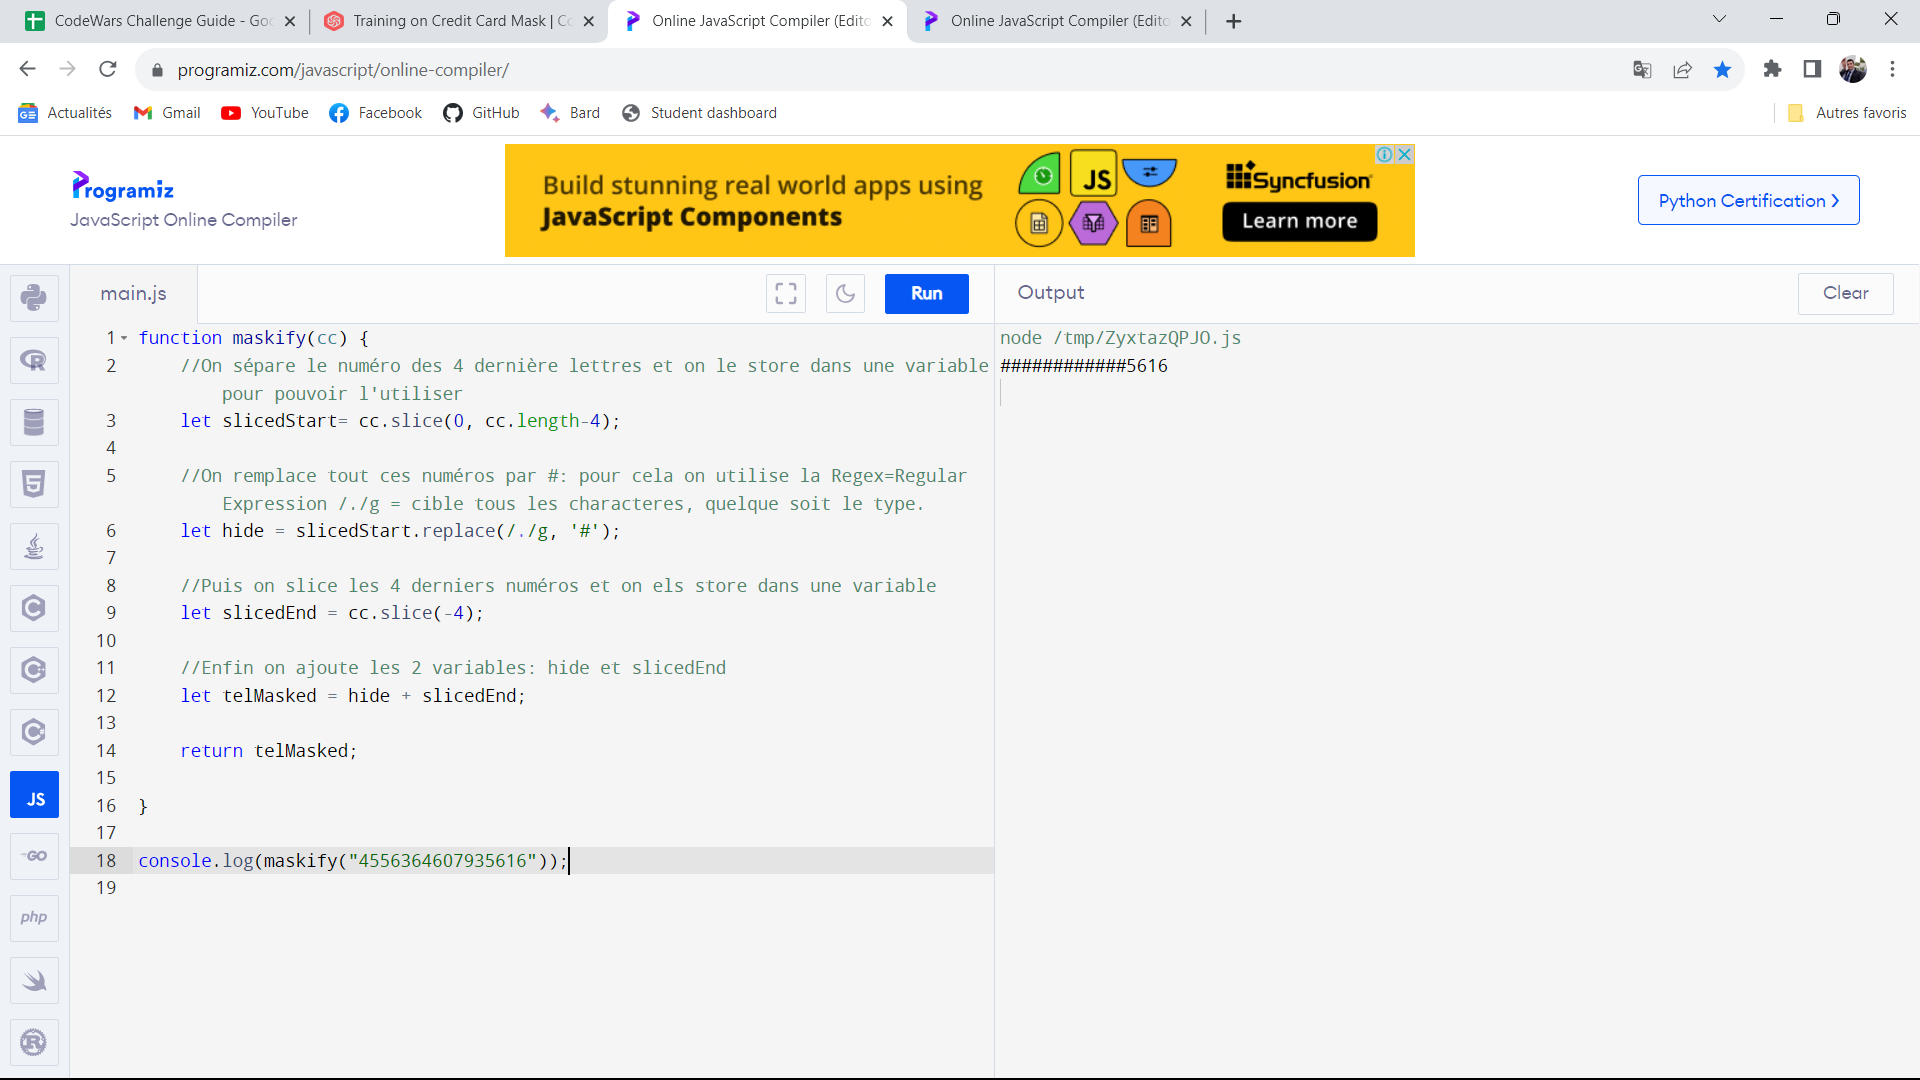 CodeWars Challenge Guide - Goo
Training on Credit Card Mask | Co
Online JavaScript Compiler (Edito
Online JavaScript Compiler (Edito
programiz.com/javascript/online-compiler/
Actualités
Gmail
YouTube
Facebook
GitHub
Bard
Student dashboard
Autres favoris
Programiz
JavaScript Online Compiler
Build stunning real world apps using
JavaScript Components
JS
Syncfusion
Learn more
Python Certification
main.js
Run
Output
Clear
1 function maskify(cc) {
2 //On sépare le numéro des 4 dernière lettres et on le store dans une variable
pour pouvoir l'utiliser
3 let slicedStart= cc.slice(0, cc.length-4);
4
5 //On remplace tout ces numéros par #: pour cela on utilise la Regex=Regular
Expression /./g = cible tous les characteres, quelque soit le type.
6 let hide = slicedStart.replace(/./g, '#');
7
8 //Puis on slice les 4 derniers numéros et on els store dans une variable
9 let slicedEnd = cc.slice(-4);
10
11 //Enfin on ajoute les 2 variables: hide et slicedEnd
12 let telMasked = hide + slicedEnd;
13
14 return telMasked;
15
16 }
17
18 console.log(maskify("4556364607935616"));
19
node /tmp/ZyxtazQPJO.js
############5616
R
5
C
C
C
JS
GO
php
R